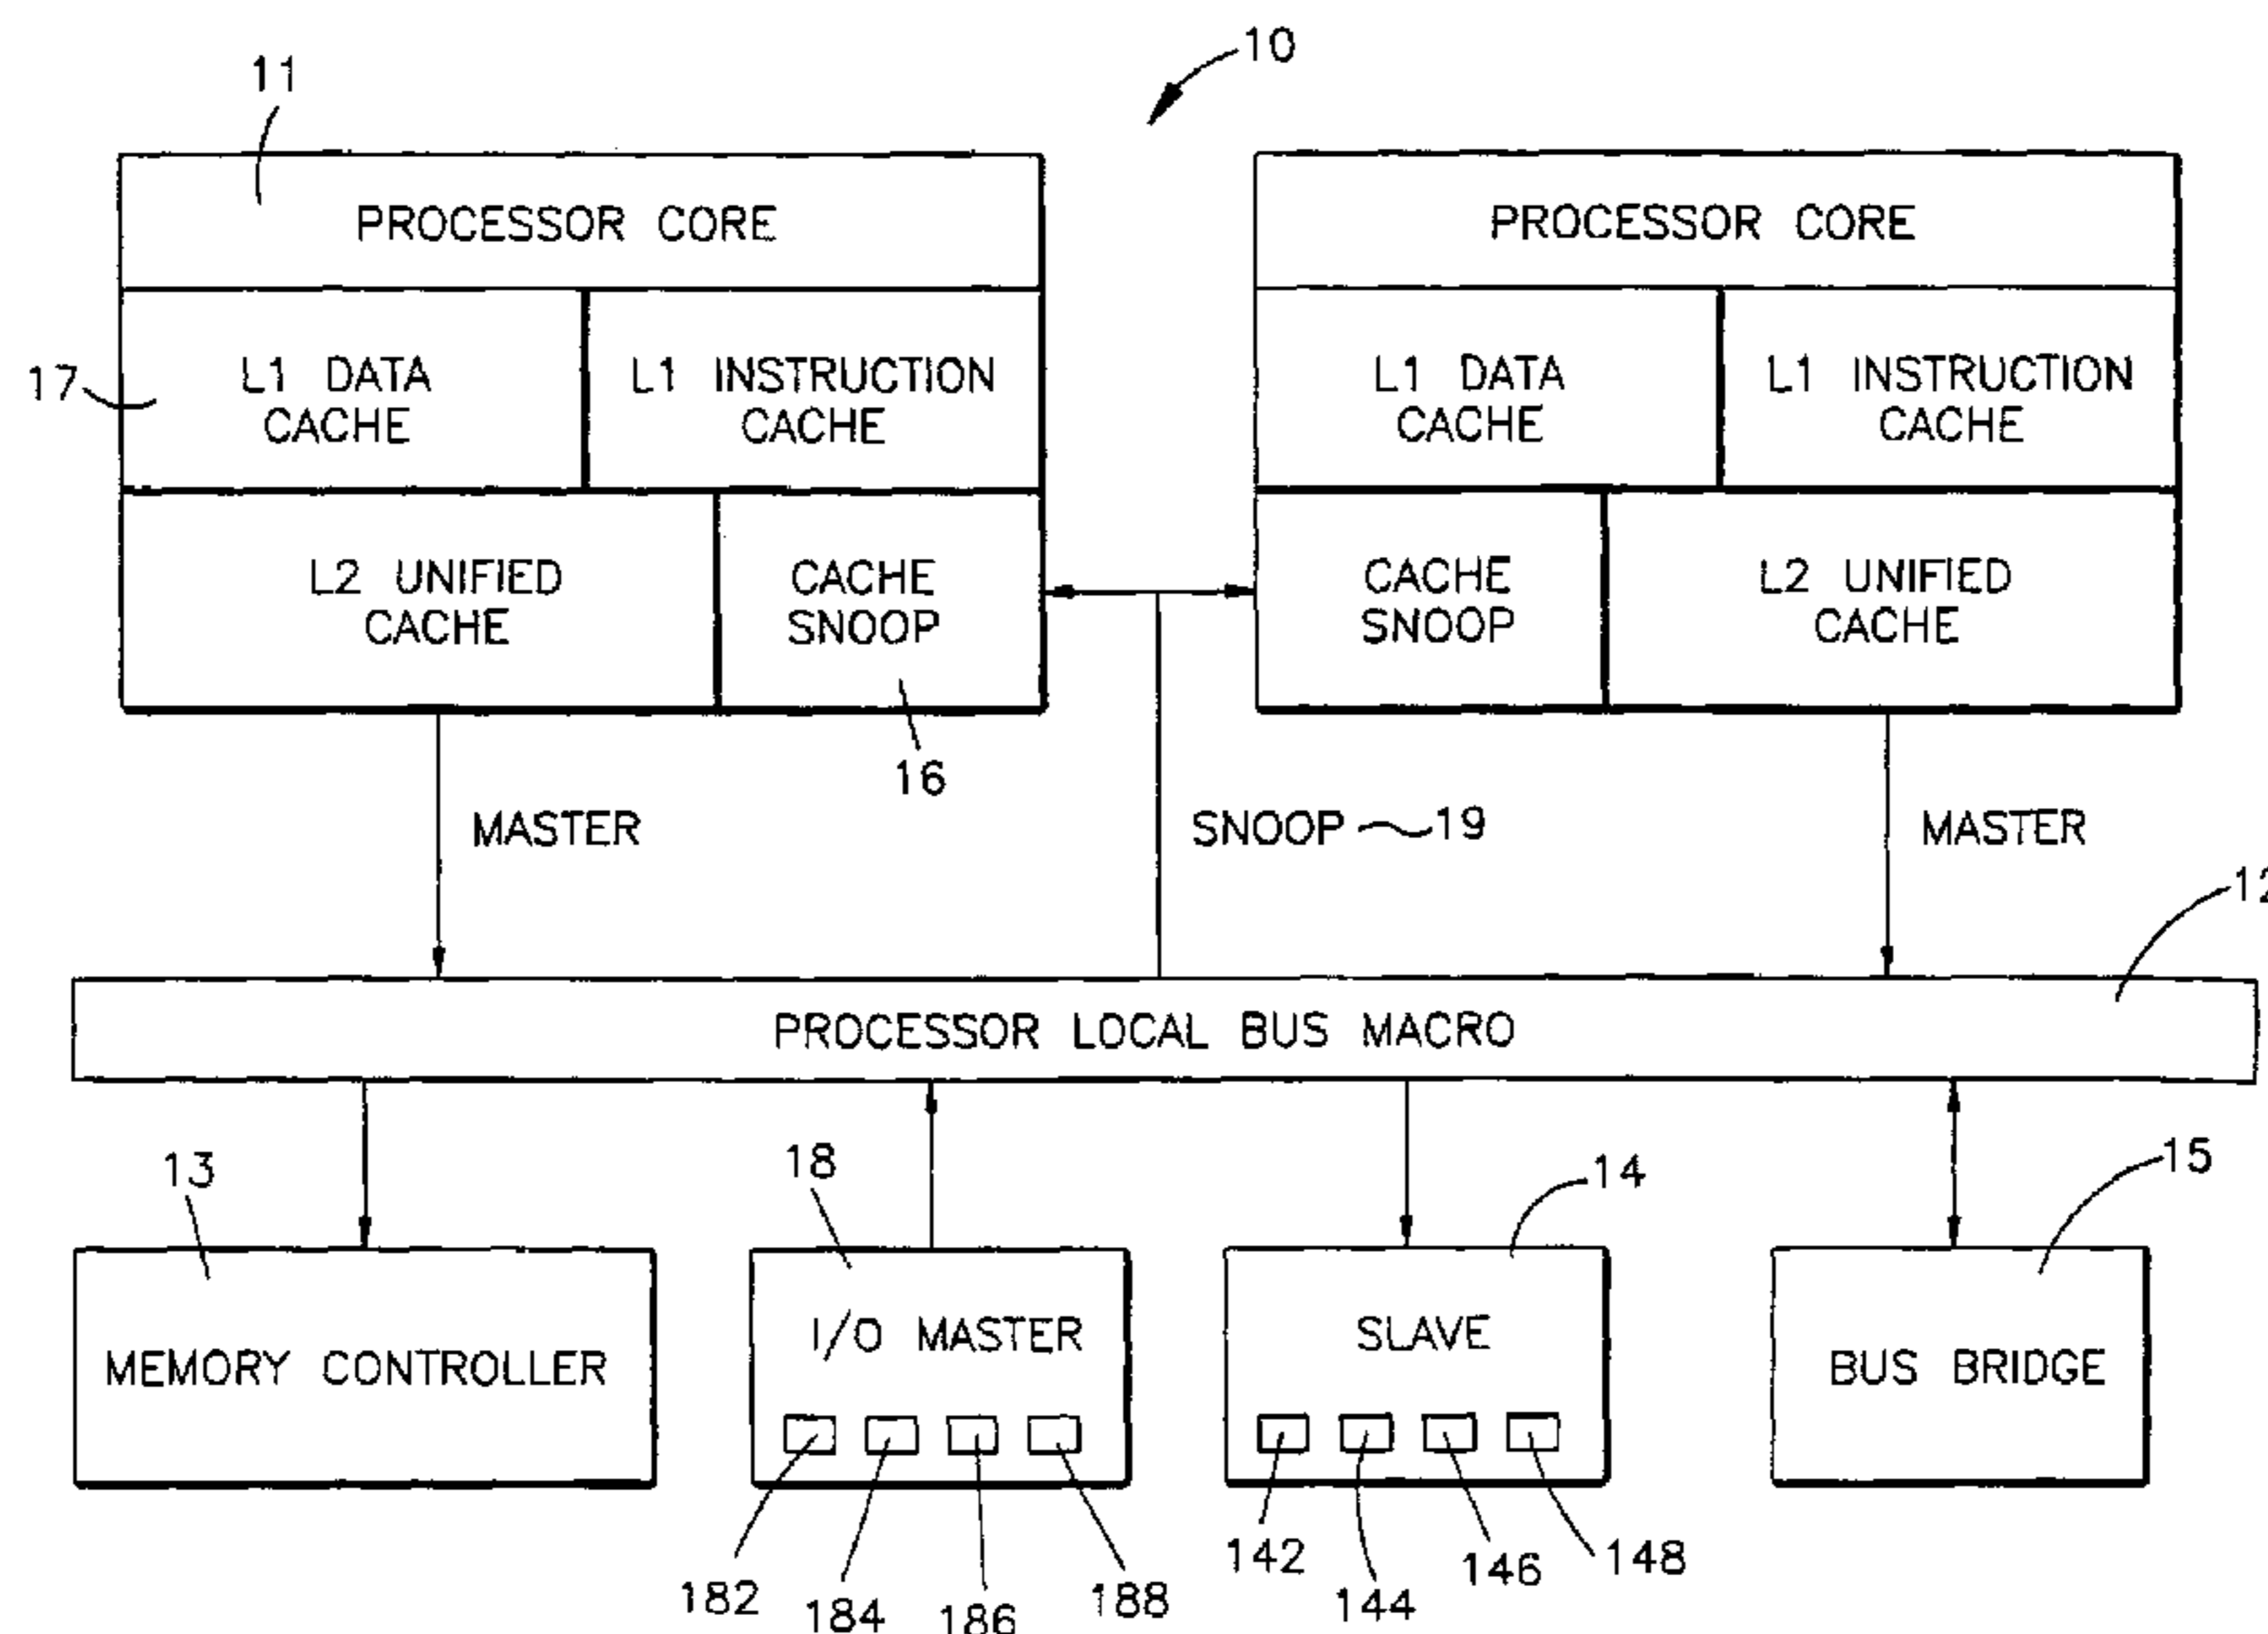 10
11
PROCESSOR CORE
PROCESSOR CORE
17
L1 DATA
CACHE
L1 INSTRUCTION
CACHE
L1 DATA
CACHE
L1 INSTRUCTION
CACHE
L2 UNIFIED
CACHE
CACHE
SNOOP
CACHE
SNOOP
L2 UNIFIED
CACHE
16
MASTER
SNOOP 19
MASTER
12
PROCESSOR LOCAL BUS MACRO
13
18
14
15
MEMORY CONTROLLER
I/O MASTER
SLAVE
BUS BRIDGE
182
184
186
188
142
144
146
148